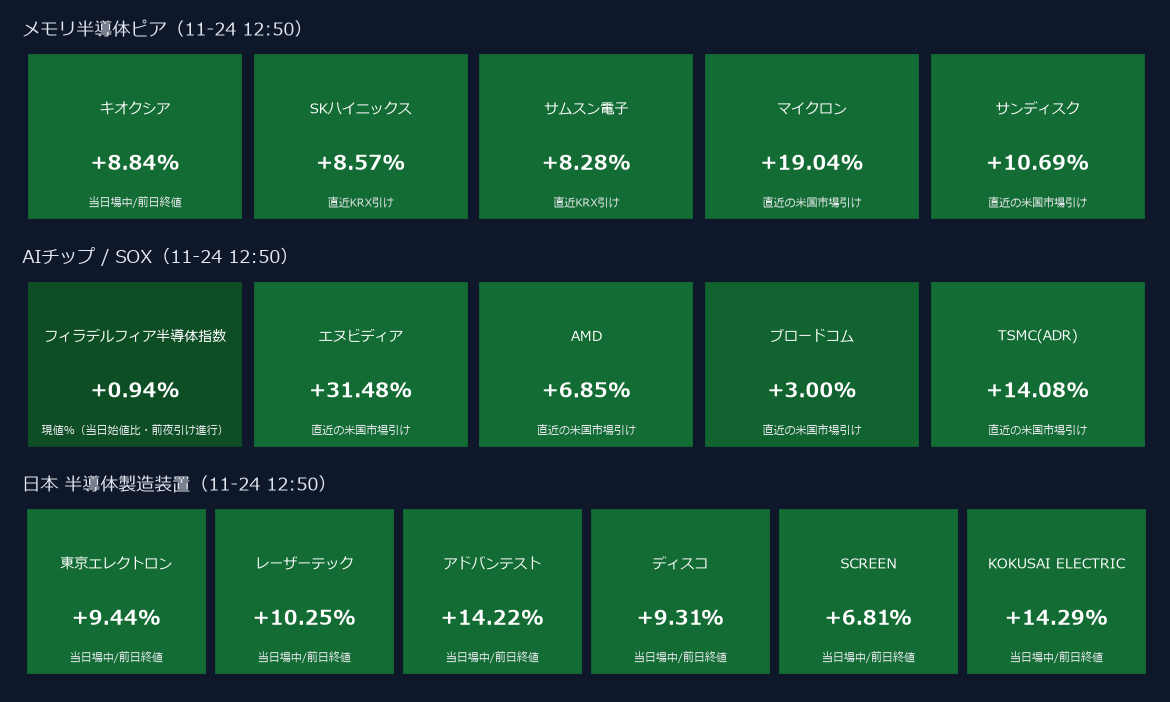 メモリ半導体ピア（11-24 12:50）
キオクシア
+8.84%
当日場中/前日終値
SKハイニックス
+8.57%
直近KRX引け
サムスン電子
+8.28%
直近KRX引け
マイクロン
+19.04%
直近の米国市場引け
サンディスク
+10.69%
直近の米国市場引け
AIチップ / SOX（11-24 12:50）
フィラデルフィア半導体指数
+0.94%
現値%（当日始値比・前夜引け進行）
エヌビディア
+31.48%
直近の米国市場引け
AMD
+6.85%
直近の米国市場引け
ブロードコム
+3.00%
直近の米国市場引け
TSMC(ADR)
+14.08%
直近の米国市場引け
日本 半導体製造装置（11-24 12:50）
東京エレクトロン
+9.44%
当日場中/前日終値
レーザーテック
+10.25%
当日場中/前日終値
アドバンテスト
+14.22%
当日場中/前日終値
ディスコ
+9.31%
当日場中/前日終値
SCREEN
+6.81%
当日場中/前日終値
KOKUSAI ELECTRIC
+14.29%
当日場中/前日終値